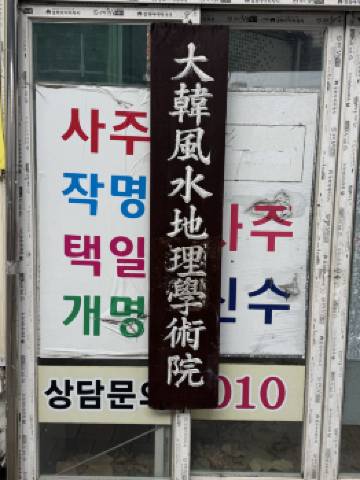 大韓風水地理學術院
사주
작명
택일
개명
사주
신수
상담문의
010